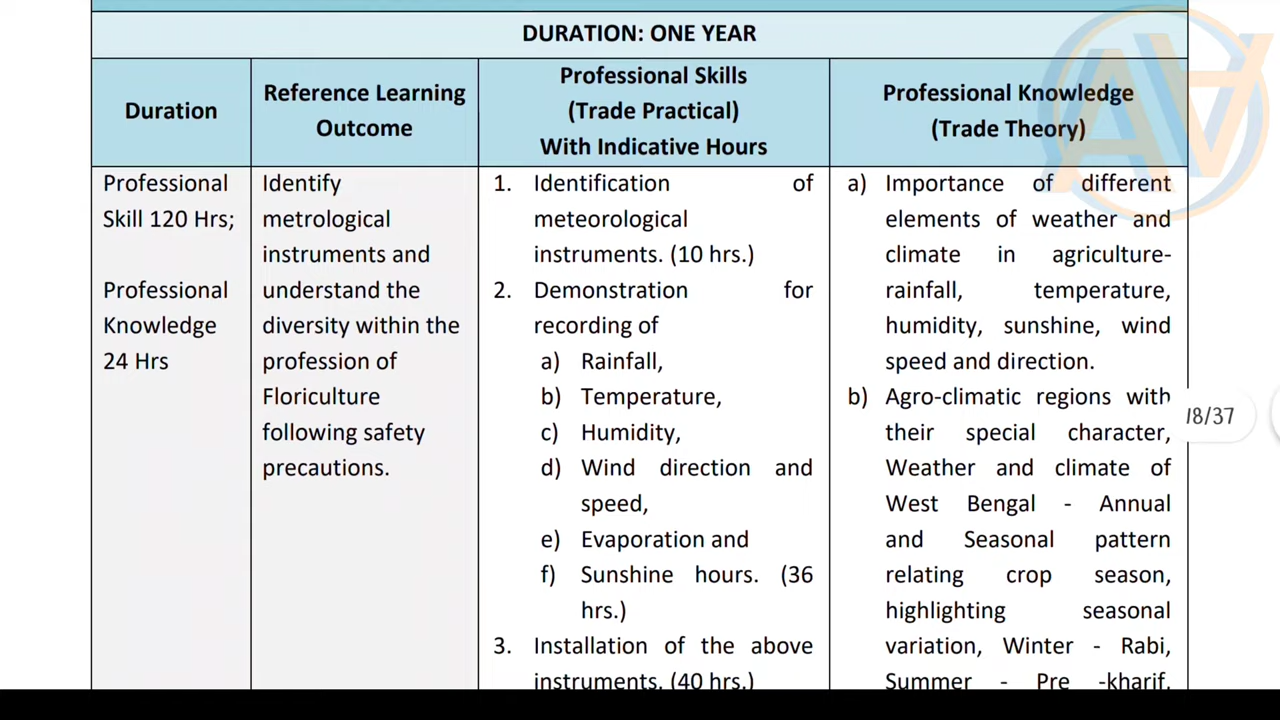 DURATION: ONE YEAR
Duration
Reference Learning
Outcome
Professional Skills
(Trade Practical)
With Indicative Hours
Professional Knowledge
(Trade Theory)
Professional
Skill 120 Hrs;
Professional
Knowledge
24 Hrs
Identify
metrological
instruments and
understand the
diversity within the
profession of
Floriculture
following safety
precautions.
1. Identification of
meteorological
instruments. (10 hrs.)
2. Demonstration for
recording of
a) Rainfall,
b) Temperature,
c) Humidity,
d) Wind direction and
speed,
e) Evaporation and
f) Sunshine hours. (36
hrs.)
3. Installation of the above
instruments. (40 hrs.)
a) Importance of different
elements of weather and
climate in agriculture-
rainfall, temperature,
humidity, sunshine, wind
speed and direction.
b) Agro-climatic regions with
their special character,
Weather and climate of
West Bengal - Annual
and Seasonal pattern
relating crop season,
highlighting seasonal
variation, Winter - Rabi,
Summer - Pre -kharif,
8/37